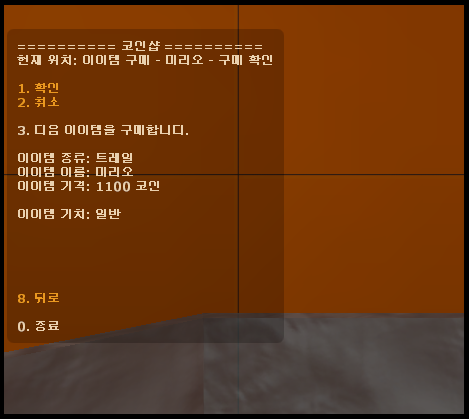 ========== 코인샵 ==========
현재 위치: 아이템 구매 - 마리오 - 구매 확인
1. 확인
2. 취소
3. 다음 아이템을 구매합니다.
아이템 종류: 트레일
아이템 이름: 마리오
아이템 가격: 1100 코인
아이템 가치: 일반
8. 뒤로
0. 종료